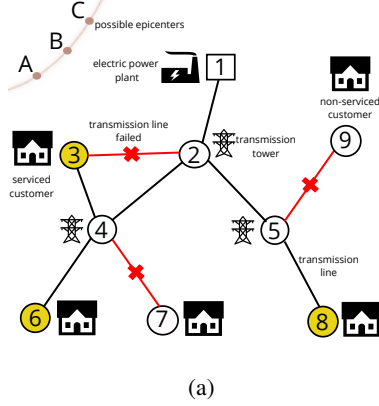 C
possible epicenters
B
A
electric power
plant
1
non-serviced
customer
transmission line
failed
3
2
transmission
tower
9
serviced
customer
4
5
transmission
line
6
7
8
(a)